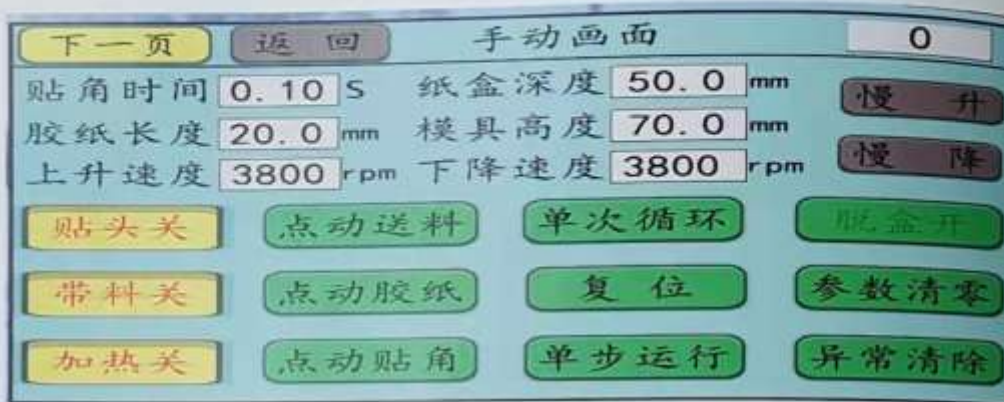 下一页 返回 手动画面 0
贴角时间 0.10 S 纸盒深度 50.0 mm 慢升
胶纸长度 20.0 mm 模具高度 70.0 mm 慢降
上升速度 3800 rpm 下降速度 3800 rpm
贴头关 点动送料 单次循环 脱盒开
带料关 点动胶纸 复位 参数清零
加热关 点动贴角 单步运行 异常清除